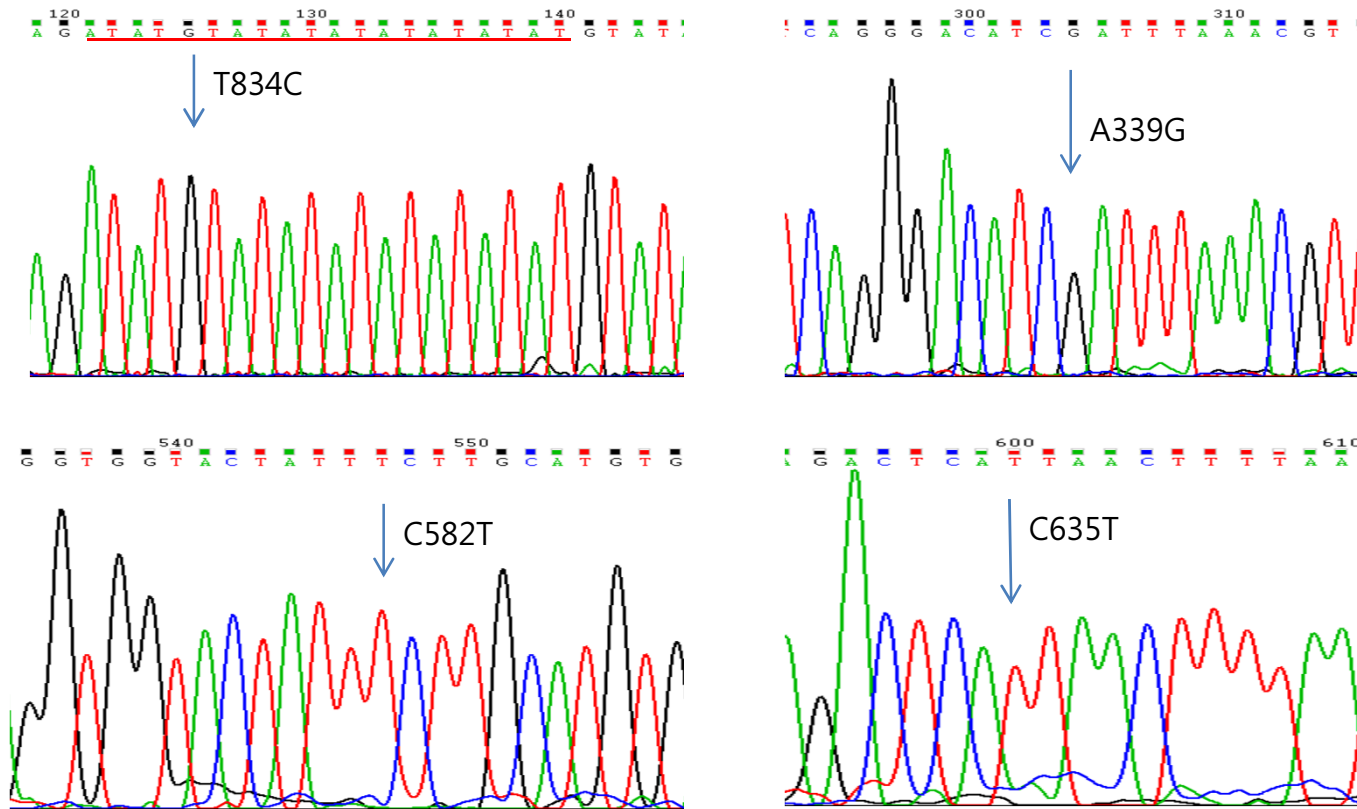 120 130 140
A G A T A T G T A T A T A T A T A T A T A T G T A T A
T834C
300 310
T C A G G G A C A T C G A T T T A A A C G T
A339G
540 550
G G T G G T A C T A T T T C T T G C A T G T G
C582T
600 610
A G A C T C A T T A A C T T T T A A
C635T